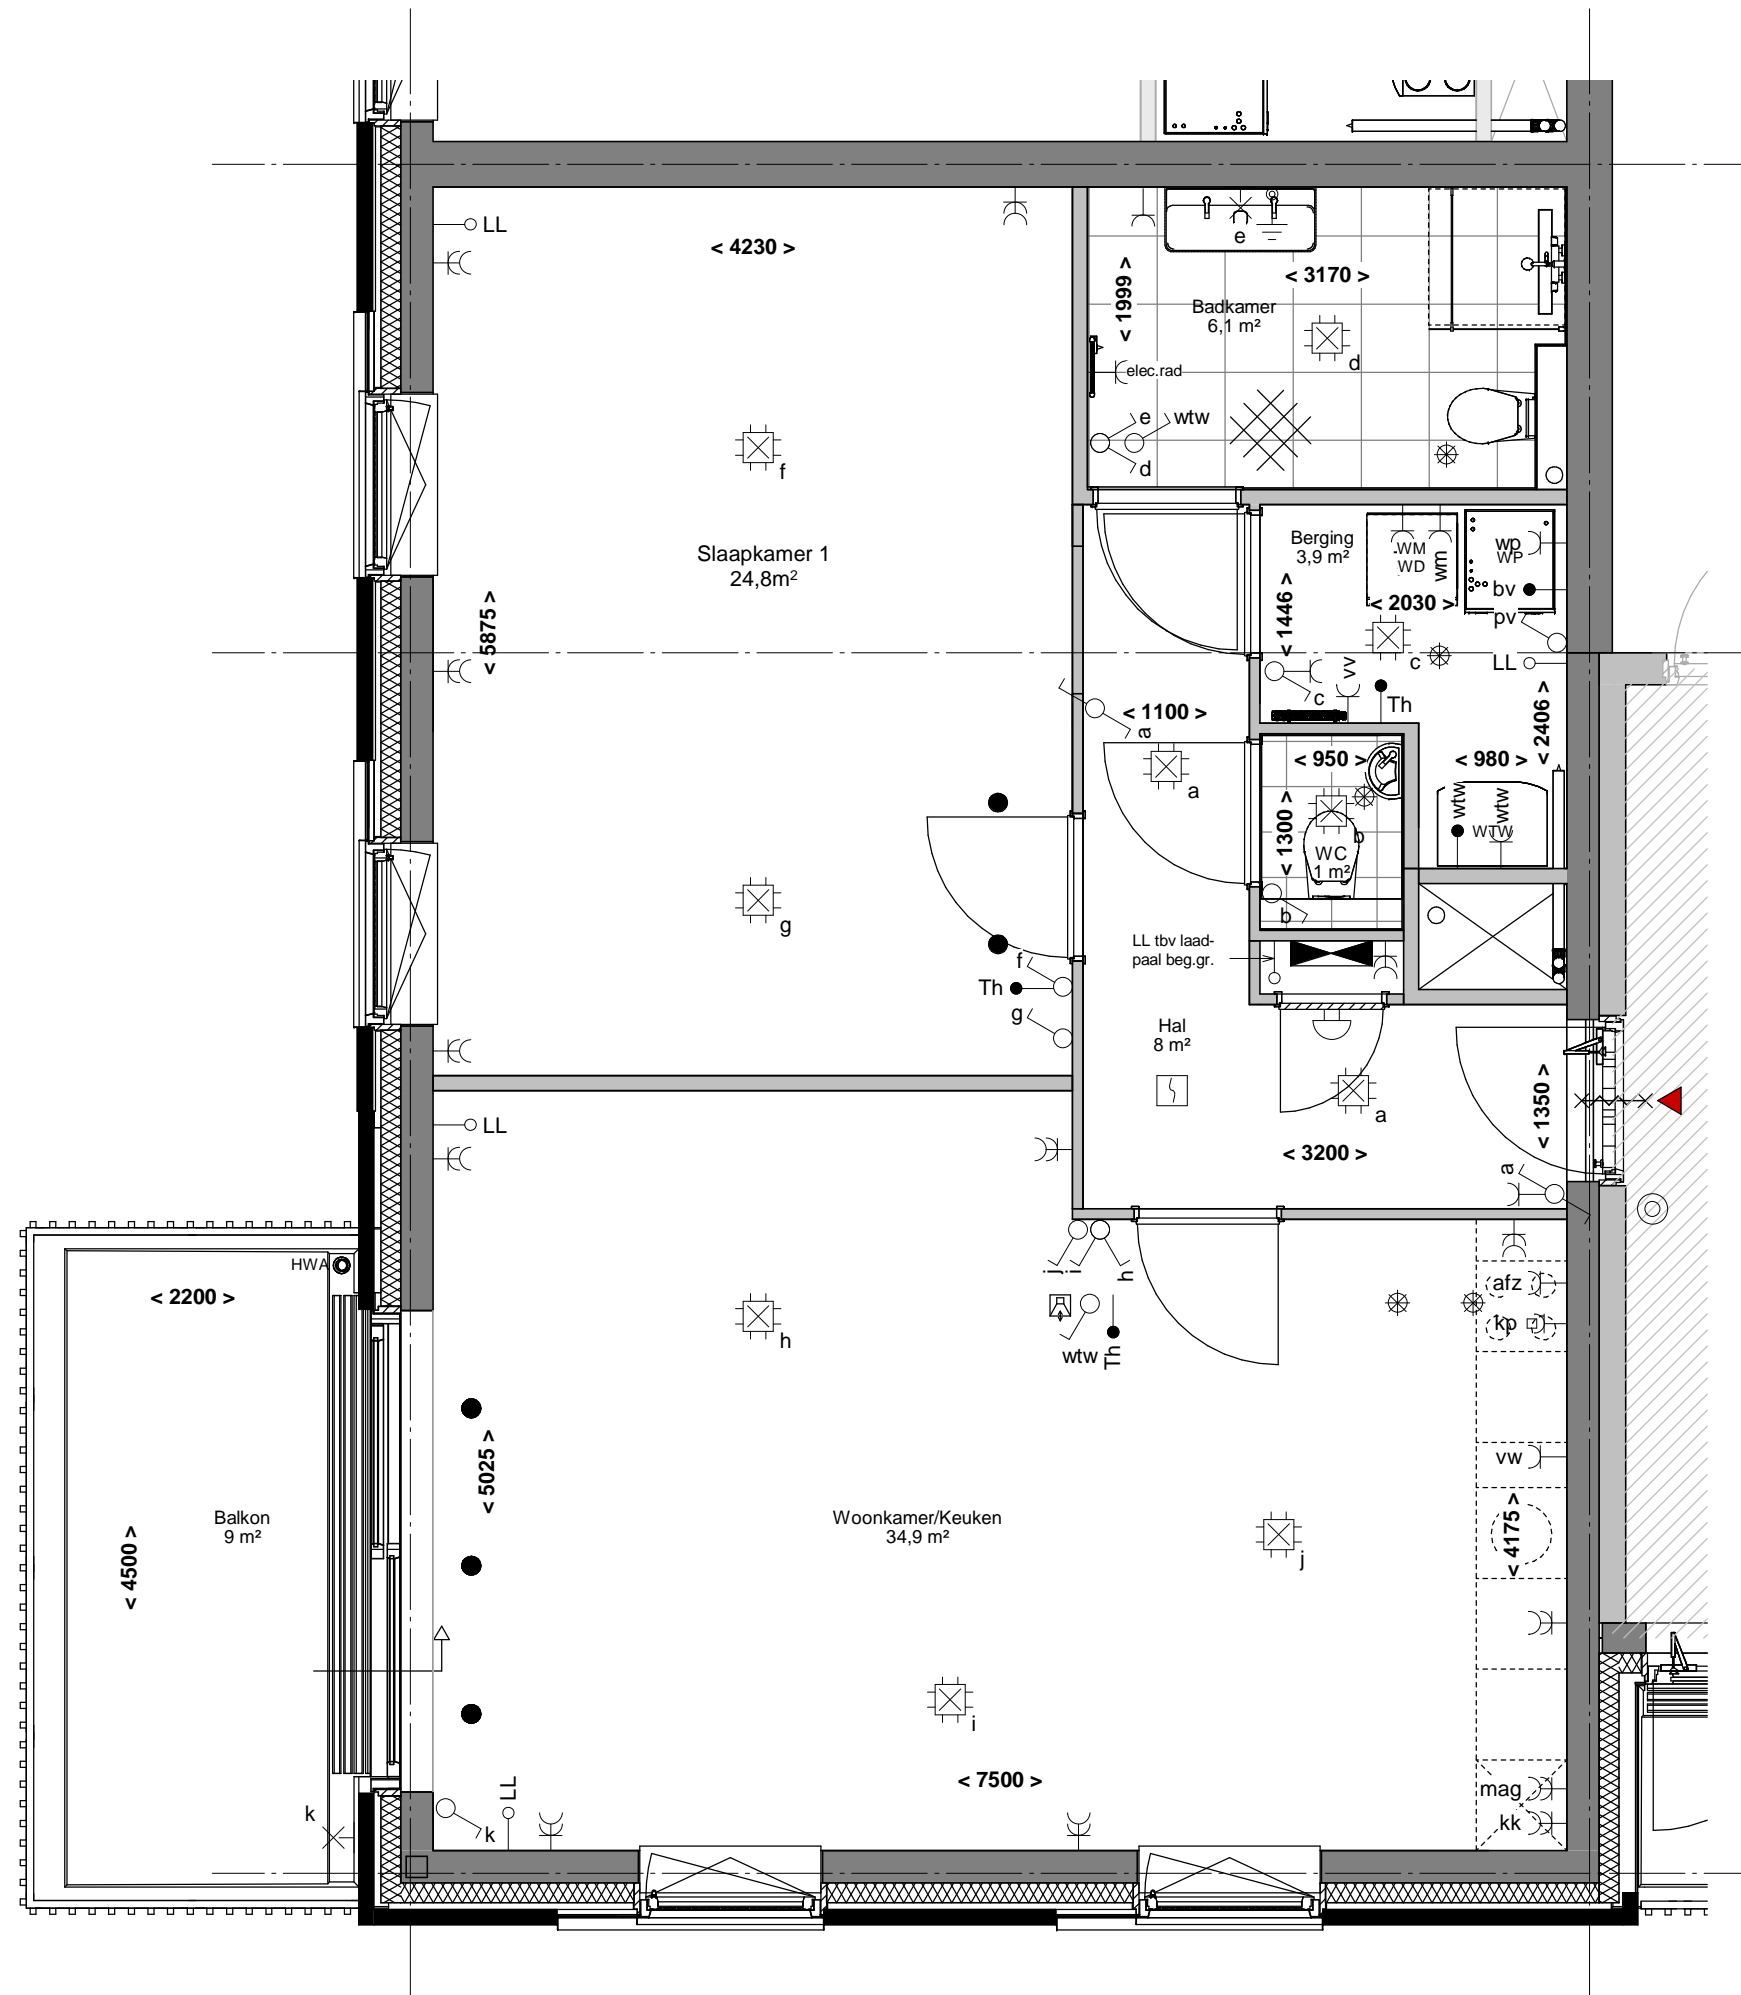 LL
< 4230 >
e
< 3170 >
< 1999 >
Badkamer
6,1 m²
d
elec.rad
e
wtw
d
f
Slaapkamer 1
24,8m²
< 5875 >
Berging
3,9 m²
WM
WD
wm
wp
WP
bv
pv
< 2030 >
< 1446 >
c
LL
vv
c
Th
< 1100 >
a
< 2406 >
< 950 >
< 980 >
a
wtw
wtw
WTW
b
< 1300 >
WC
1 m²
b
g
LL tbv laad-
paal beg.gr.
f
Th
g
Hal
8 m²
a
< 1350 >
LL
< 3200 >
a
HWA
< 2200 >
j
i
h
afz
kp
h
wtw
Th
< 5025 >
vw
Balkon
9 m²
Woonkamer/Keuken
34,9 m²
< 4500 >
j
< 4175 >
i
< 7500 >
LL
mag
k
k
kk